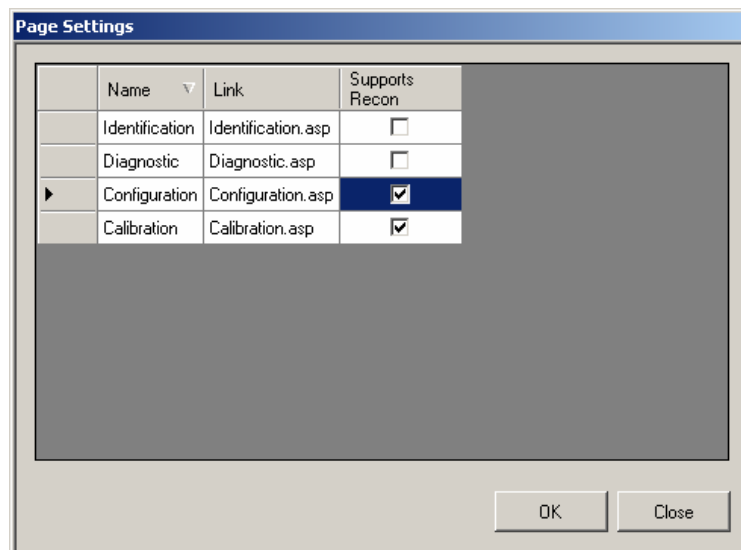 Page Settings
Name Link Supports
Recon
Identification Identification.asp
Diagnostic Diagnostic.asp
Configuration Configuration.asp
Calibration Calibration.asp
OK Close